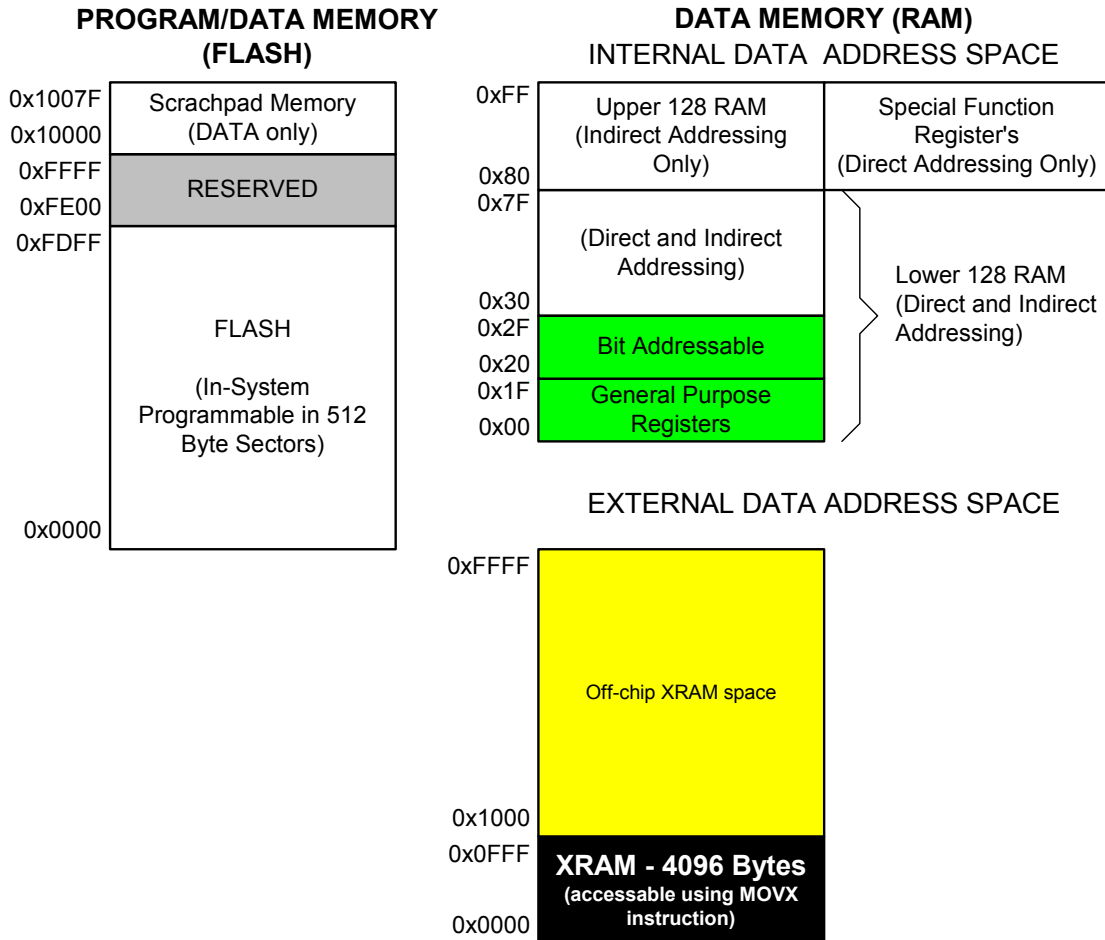 PROGRAM/DATA MEMORY
(FLASH)
0x1007F
Scrachpad Memory
(DATA only)
0x10000
0xFFFF
RESERVED
0xFE00
0xFDFF
FLASH
(In-System
Programmable in 512
Byte Sectors)
0x0000
DATA MEMORY (RAM)
INTERNAL DATA ADDRESS SPACE
0xFF
Upper 128 RAM
(Indirect Addressing
Only)
0x80
Special Function
Register's
(Direct Addressing Only)
0x7F
(Direct and Indirect
Addressing)
0x30
Lower 128 RAM
(Direct and Indirect
Addressing)
0x2F
Bit Addressable
0x20
0x1F
General Purpose
Registers
0x00
EXTERNAL DATA ADDRESS SPACE
0xFFFF
Off-chip XRAM space
0x1000
0x0FFF
XRAM - 4096 Bytes
(accessable using MOVX
instruction)
0x0000